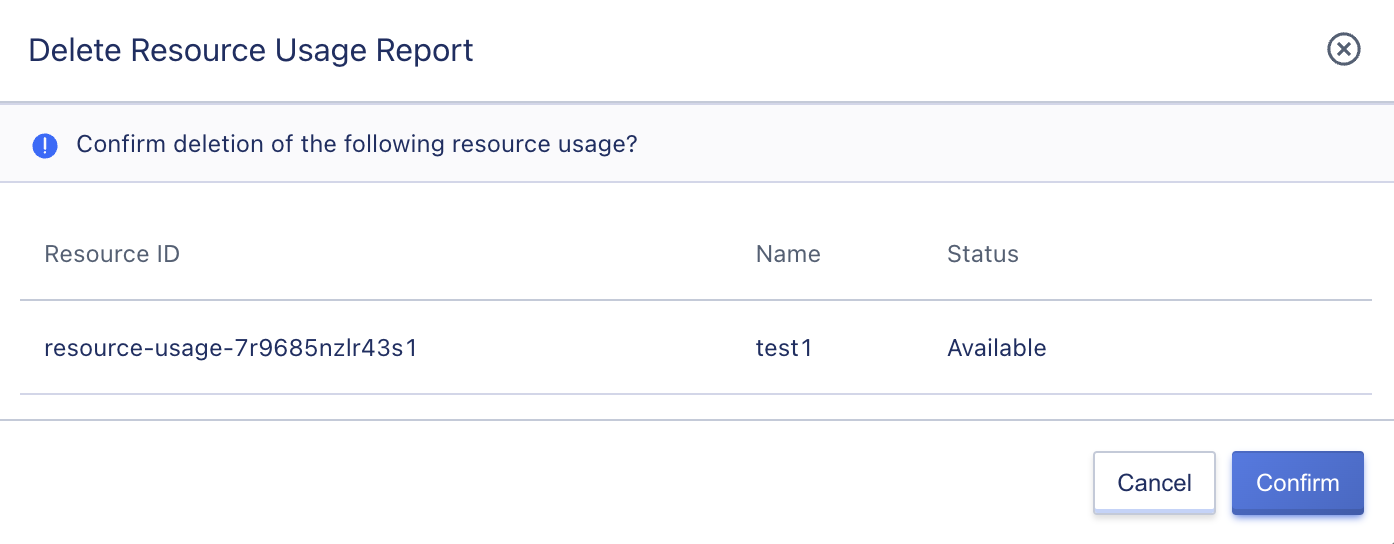 Delete Resource Usage Report
Confirm deletion of the following resource usage?
Resource ID Name Status
resource-usage-7r9685nzlr43s1 test1 Available
Cancel Confirm